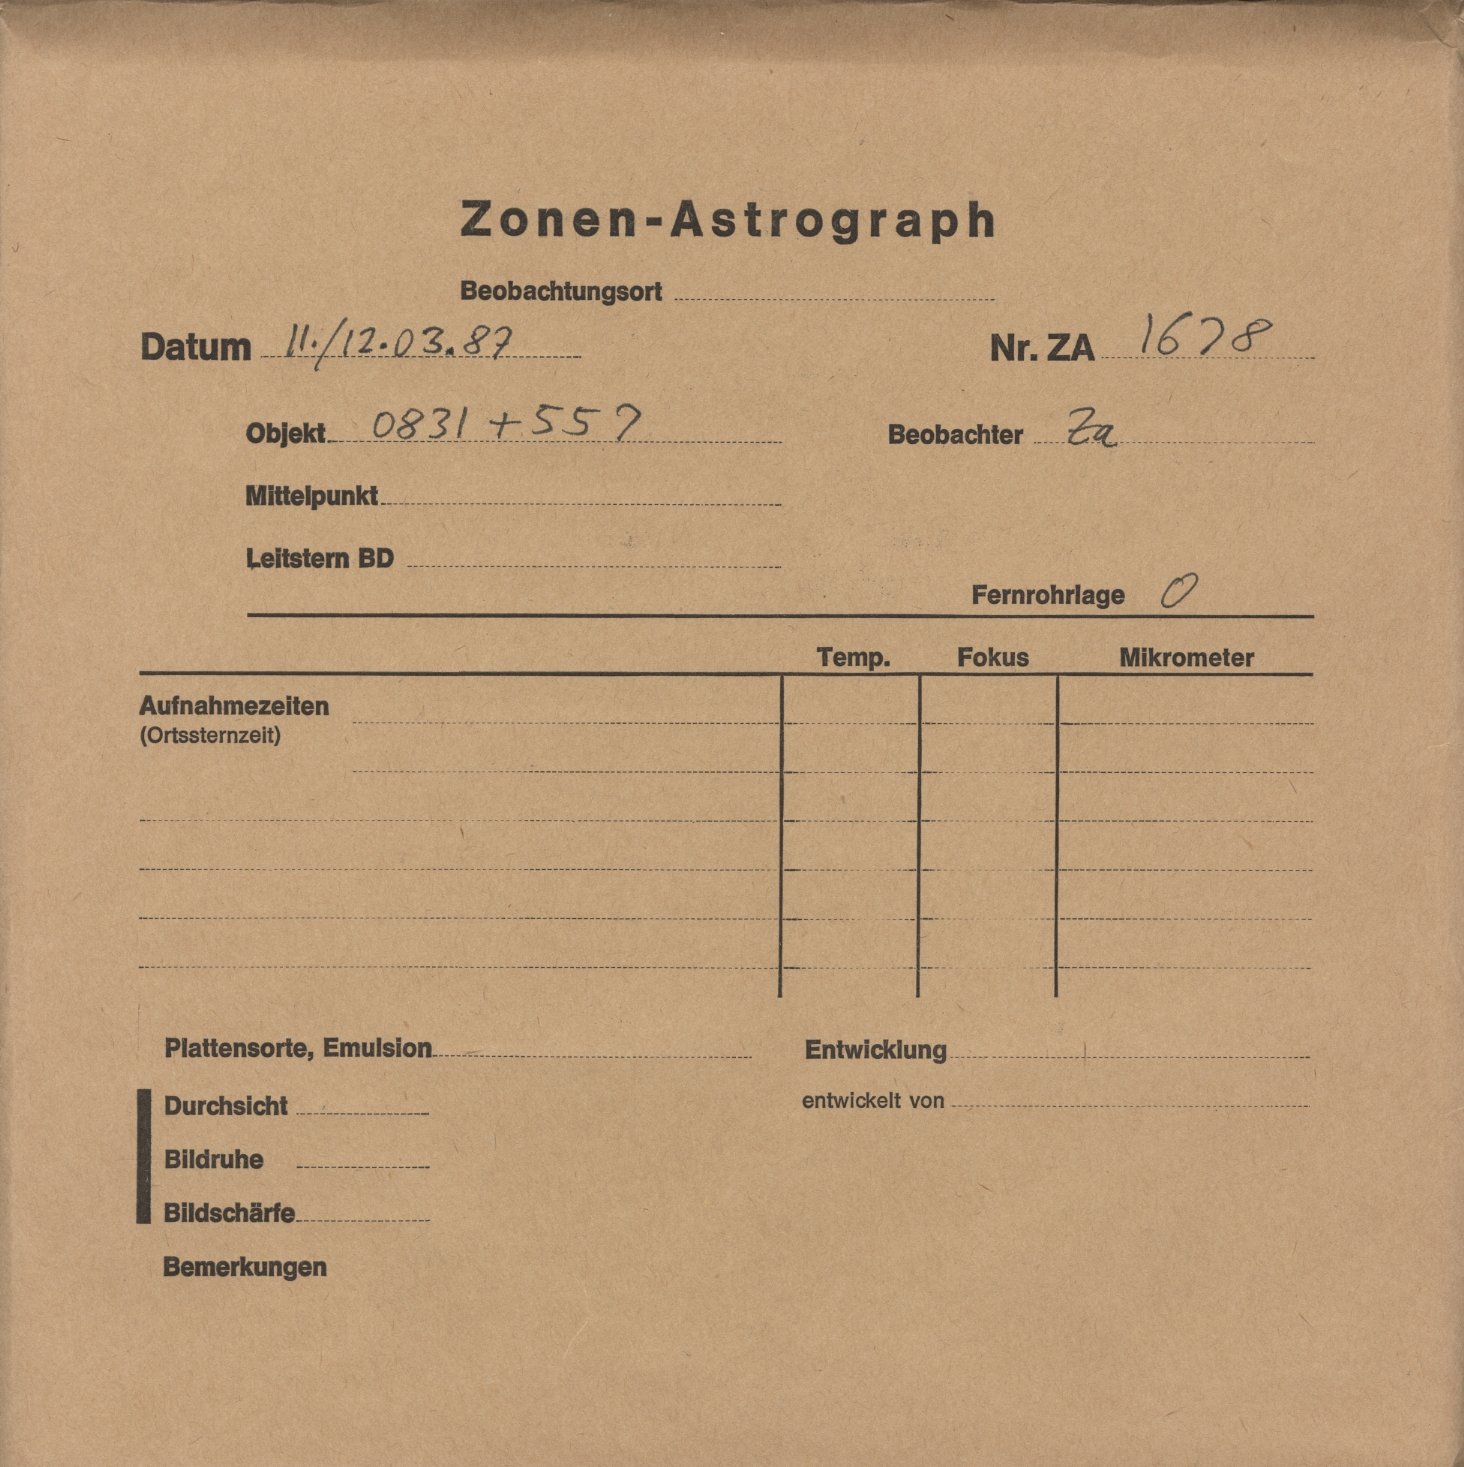 Zonen-Astrograph
Beobachtungsort
Datum 11./12.03.87 Nr. ZA 1678
Objekt 0831+557 Beobachter Za
Mittelpunkt
Leitstern BD
Fernrohrlage O
Temp. Fokus Mikrometer
Aufnahmezeiten
(Ortssternzeit)
Plattensorte, Emulsion Entwicklung
Durchsicht entwickelt von
Bildruhe
Bildschärfe
Bemerkungen